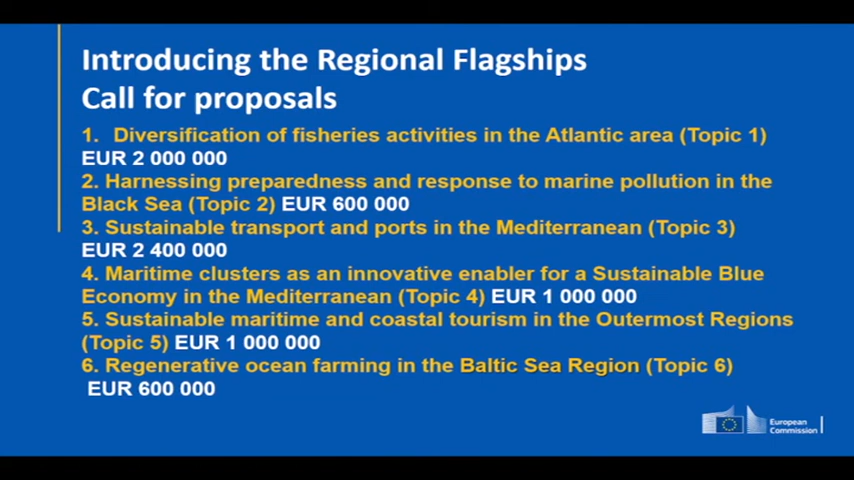 Introducing the Regional Flagships
Call for proposals
1. Diversification of fisheries activities in the Atlantic area (Topic 1)
EUR 2 000 000
2. Harnessing preparedness and response to marine pollution in the
Black Sea (Topic 2) EUR 600 000
3. Sustainable transport and ports in the Mediterranean (Topic 3)
EUR 2 400 000
4. Maritime clusters as an innovative enabler for a Sustainable Blue
Economy in the Mediterranean (Topic 4) EUR 1 000 000
5. Sustainable maritime and coastal tourism in the Outermost Regions
(Topic 5) EUR 1 000 000
6. Regenerative ocean farming in the Baltic Sea Region (Topic 6)
EUR 600 000
European
Commission